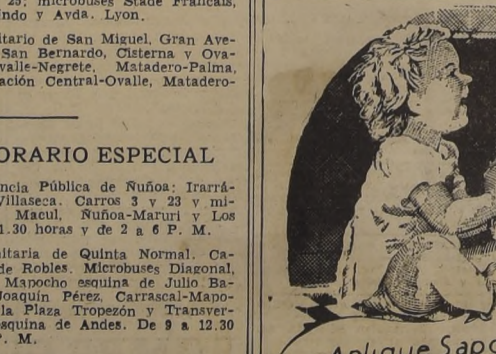 25; microbuses Stade Francais,
ndo y Avda. Lyon.
itario de San Miguel, Gran Ave-
San Bernardo, Cisterna y Ova-
valle-Negrete, Matadero-Palma,
ación Central-Ovalle, Matadero-
ORARIO ESPECIAL
ncia Pública de Ñuñoa: Irarrá-
Villaseca. Carros 3 y 23 y mi-
Macul, Ñuñoa-Maruri y Los
1.30 horas y de 2 a 6 P. M.
nitaria de Quinta Normal. Ca-
de Robles. Microbuses Diagonal,
Mapocho esquina de Julio Ba-
Joaquín Pérez, Carrascal-Mapo-
la Plaza Tropezón y Transver-
squina de Andes. De 9 a 12.30
. M.
Aplique Sapo